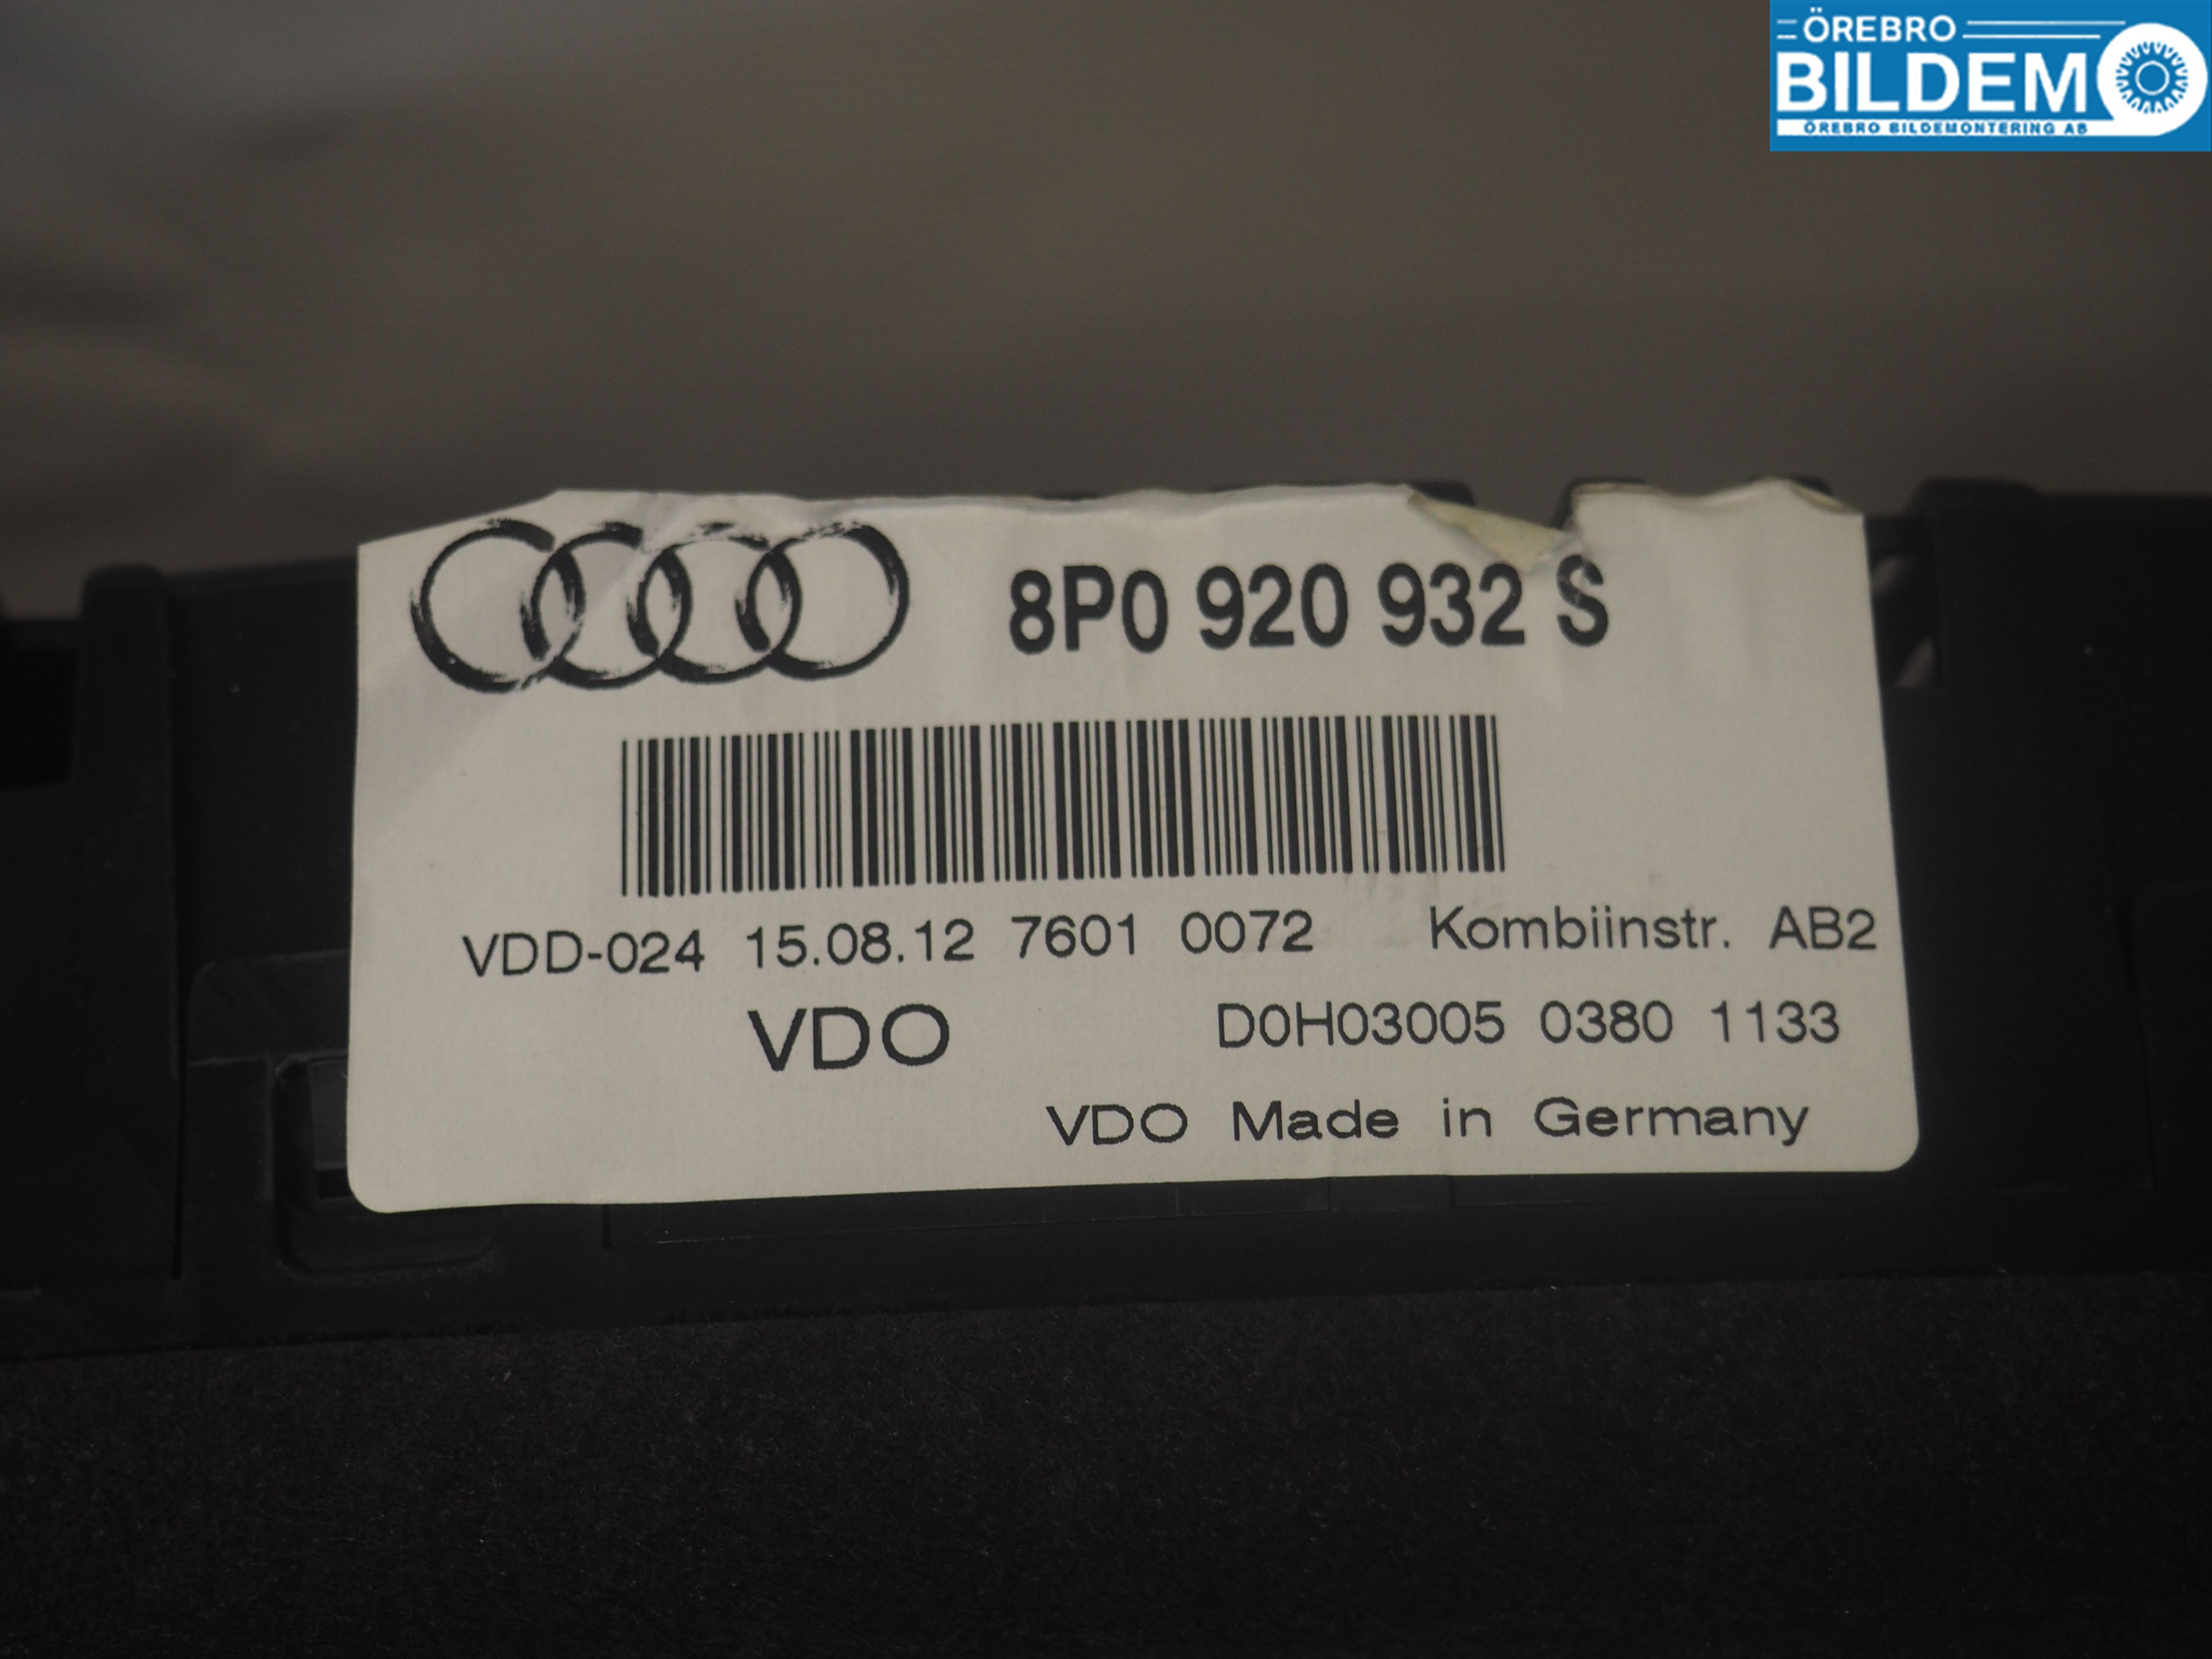 ÖREBRO
BILDEMO
ÖREBRO BILDEMONTERING AB
8P0 920 932 S
VDD-024 15.08.12 7601 0072 Kombiinstr. AB2
VDO D0H03005 0380 1133
VDO Made in Germany